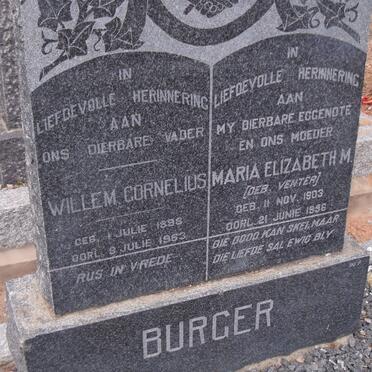 IN
LIEFDEVOLLE HERINNERING
AAN
ONS DIERBARE VADER
WILLEM CORNELIUS
GEB. 1 JULIE 1896
OORL. 9 JULIE 1953
RUS IN VREDE
IN
LIEFDEVOLLE HERINNERING
AAN
MY DIERBARE EGGENOTE
EN ONS MOEDER
MARIA ELIZABETH M.
(GEB. VENTER)
GEB. 11 NOV. 1903
OORL. 21 JUNIE 1956
DIE DOOD KAN SKEI, MAAR
DIE LIEFDE SAL EWIG BLY.
BURGER